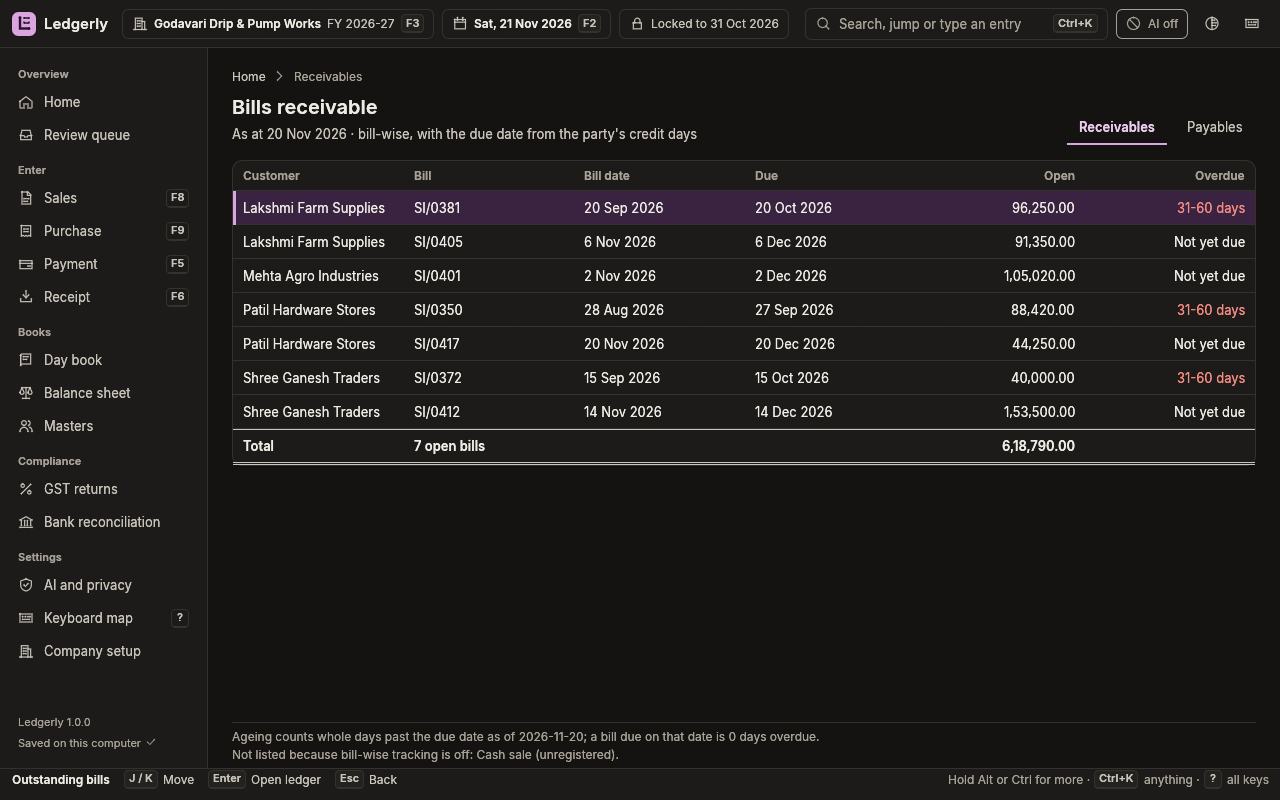 Ledgerly
Godavari Drip & Pump Works FY 2026-27 F3
Sat, 21 Nov 2026 F2
Locked to 31 Oct 2026
Search, jump or type an entry Ctrl+K
AI off
Overview
Home
Review queue
Enter
Sales F8
Purchase F9
Payment F5
Receipt F6
Books
Day book
Balance sheet
Masters
Compliance
GST returns
Bank reconciliation
Settings
AI and privacy
Keyboard map ?
Company setup
Ledgerly 1.0.0
Saved on this computer
Home Receivables
Bills receivable
As at 20 Nov 2026 · bill-wise, with the due date from the party's credit days
Receivables Payables
Customer Bill Bill date Due Open Overdue
Lakshmi Farm Supplies SI/0381 20 Sep 2026 20 Oct 2026 96,250.00 31-60 days
Lakshmi Farm Supplies SI/0405 6 Nov 2026 6 Dec 2026 91,350.00 Not yet due
Mehta Agro Industries SI/0401 2 Nov 2026 2 Dec 2026 1,05,020.00 Not yet due
Patil Hardware Stores SI/0350 28 Aug 2026 27 Sep 2026 88,420.00 31-60 days
Patil Hardware Stores SI/0417 20 Nov 2026 20 Dec 2026 44,250.00 Not yet due
Shree Ganesh Traders SI/0372 15 Sep 2026 15 Oct 2026 40,000.00 31-60 days
Shree Ganesh Traders SI/0412 14 Nov 2026 14 Dec 2026 1,53,500.00 Not yet due
Total 7 open bills 6,18,790.00
Ageing counts whole days past the due date as of 2026-11-20; a bill due on that date is 0 days overdue.
Not listed because bill-wise tracking is off: Cash sale (unregistered).
Outstanding bills J / K Move Enter Open ledger Esc Back
Hold Alt or Ctrl for more · Ctrl+K anything · ? all keys